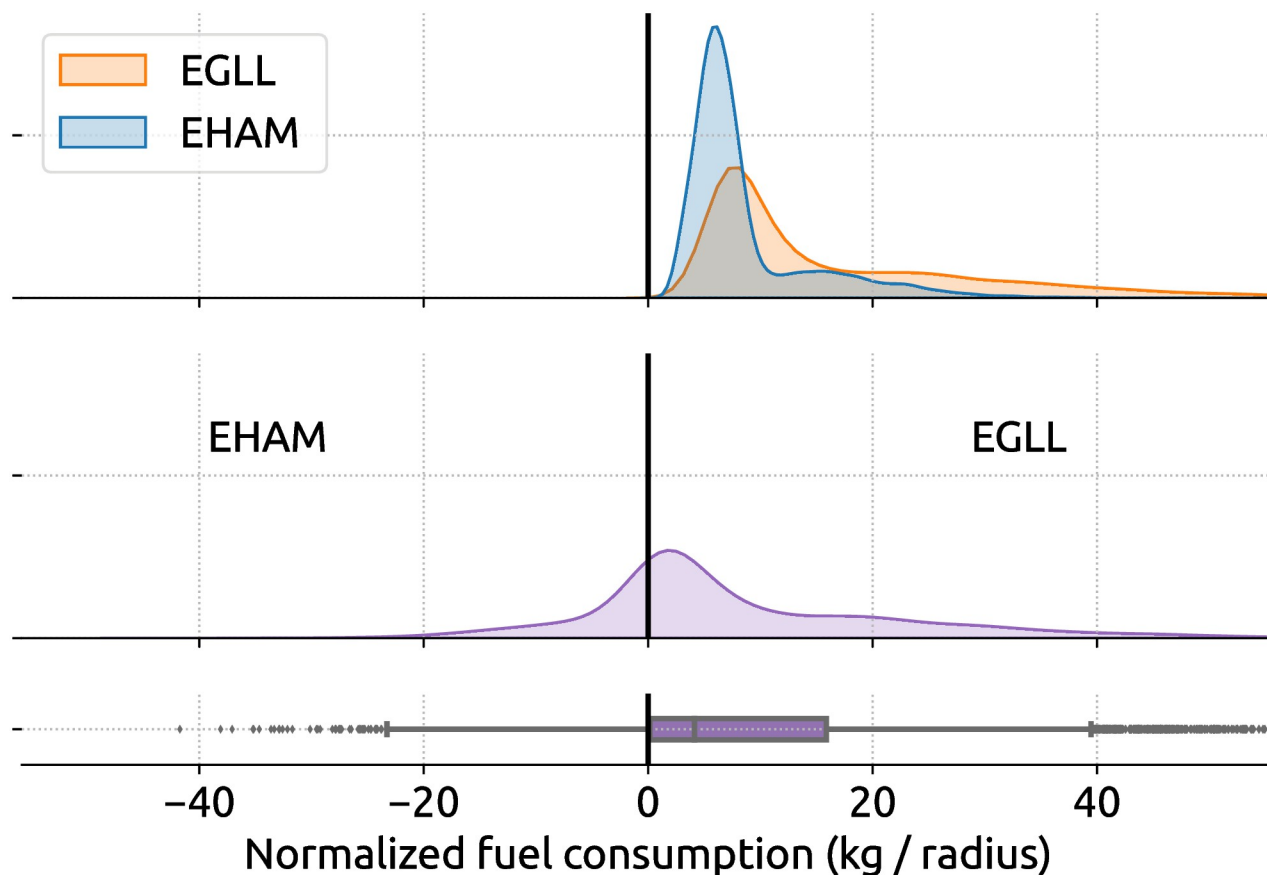 EGLL
EHAM
EHAM EGLL
−40 −20 0 20 40
Normalized fuel consumption (kg / radius)